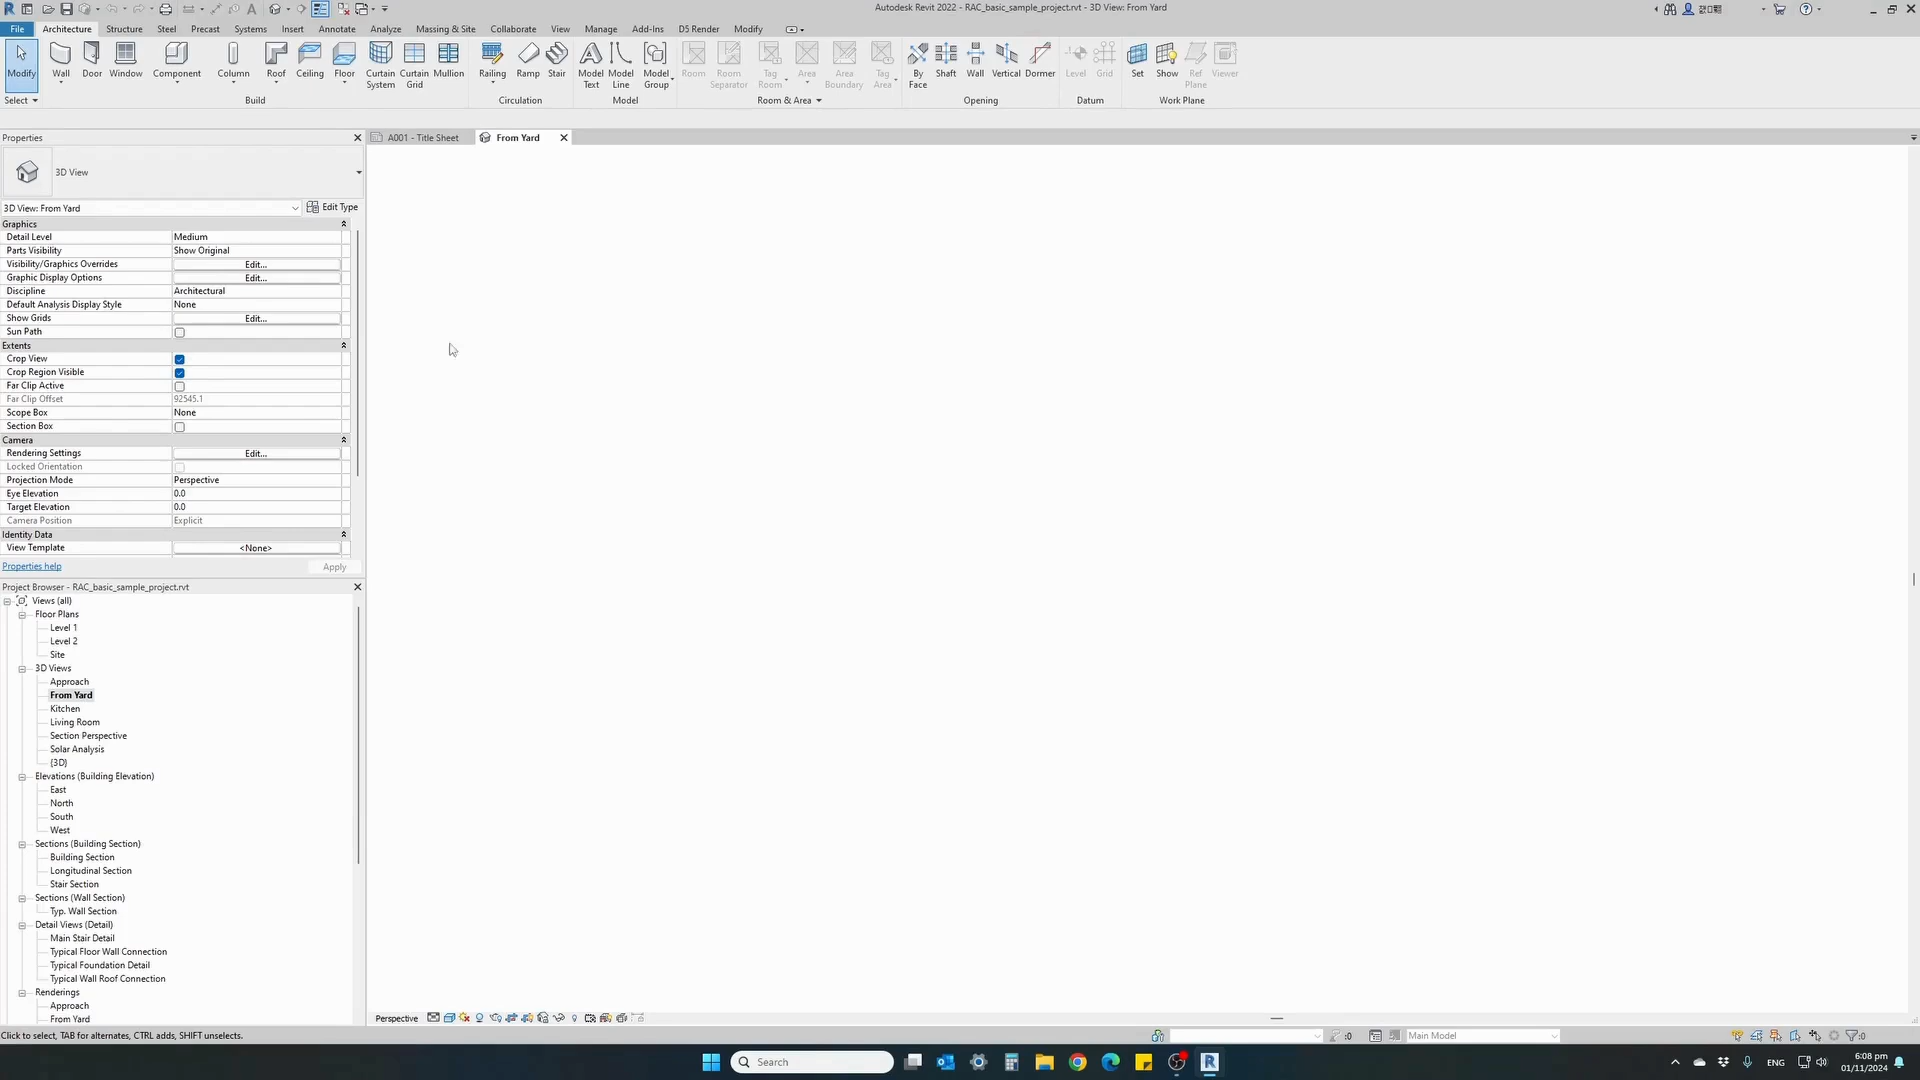 Autodesk Revit 2022 - RAC_basic_sample_project.rvt - 3D View: From Yard
File Architecture Structure Steel Precast Systems Insert Annotate Analyze Massing & Site Collaborate View Manage Add-Ins D5 Render Modify
Modify Wall Door Window Component Column Roof Ceiling Floor Curtain System Curtain Grid Mullion Railing Ramp Stair Model Text Model Line Model Group Room Room Separator Tag Room Area Area Boundary Tag Area By Face Shaft Wall Vertical Dormer Level Grid Set Show Ref Plane Viewer
Select Build Circulation Model Room & Area Opening Datum Work Plane
Properties
A001 - Title Sheet
From Yard
3D View
3D View: From Yard
Edit Type
Graphics
Detail Level Medium
Parts Visibility Show Original
Visibility/Graphics Overrides Edit...
Graphic Display Options Edit...
Discipline Architectural
Default Analysis Display Style None
Show Grids Edit...
Sun Path
Extents
Crop View
Crop Region Visible
Far Clip Active
Far Clip Offset 92545.1
Scope Box None
Section Box
Camera
Rendering Settings Edit...
Locked Orientation
Projection Mode Perspective
Eye Elevation 0.0
Target Elevation 0.0
Camera Position Explicit
Identity Data
View Template <None>
Properties help Apply
Project Browser - RAC_basic_sample_project.rvt
Views (all)
Floor Plans
Level 1
Level 2
Site
3D Views
Approach
From Yard
Kitchen
Living Room
Section Perspective
Solar Analysis
{3D}
Elevations (Building Elevation)
East
North
South
West
Sections (Building Section)
Building Section
Longitudinal Section
Stair Section
Sections (Wall Section)
Typ. Wall Section
Detail Views (Detail)
Main Stair Detail
Typical Floor Wall Connection
Typical Foundation Detail
Typical Wall Roof Connection
Renderings
Approach
From Yard
Perspective
Click to select, TAB for alternates, CTRL adds, SHIFT unselects.
:0
Main Model
:0
Search
ENG
6:08 pm
01/11/2024